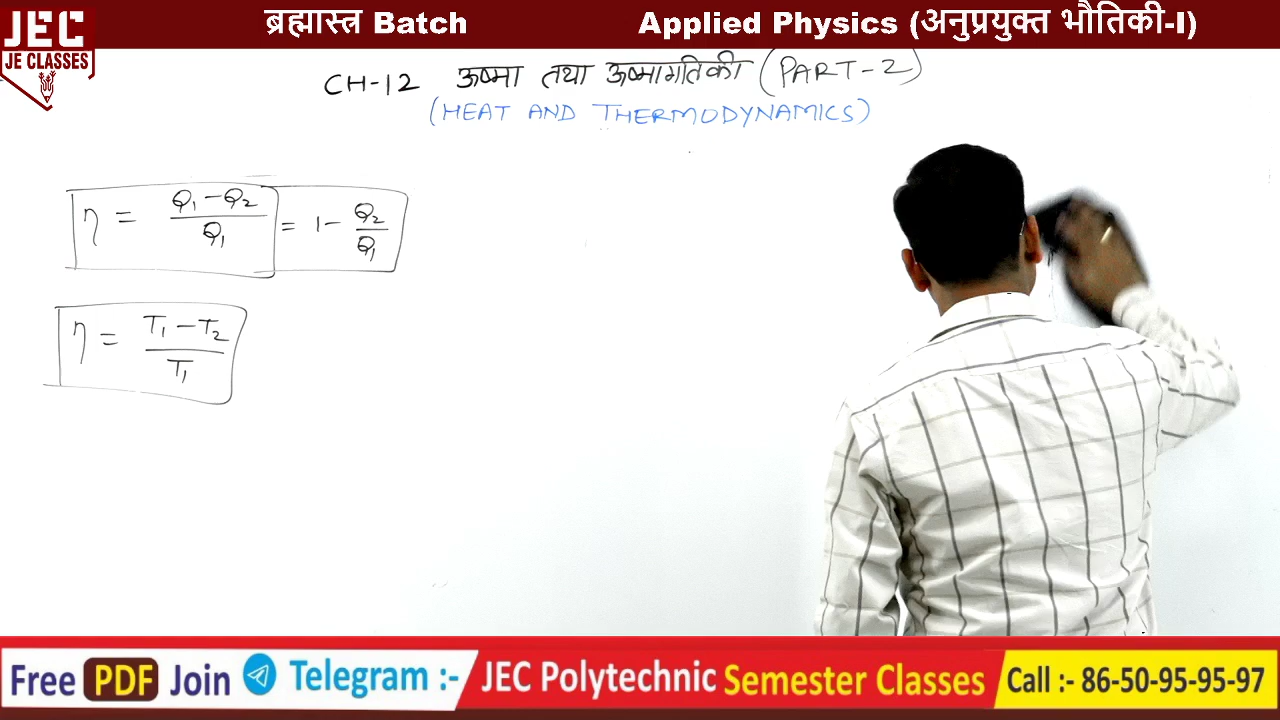 JEC
JE CLASSES
ब्रह्मास्त्र Batch
Applied Physics (अनुप्रयुक्त भौतिकी-I)
CH-12 ऊष्मा तथा ऊष्मागतिकी (PART-2)
(HEAT AND THERMODYNAMICS)
η = Q₁-Q₂/Q₁ = 1- Q₂/Q₁
η = T₁-T₂/T₁
Free PDF Join Telegram :- JEC Polytechnic Semester Classes Call :- 86-50-95-95-97